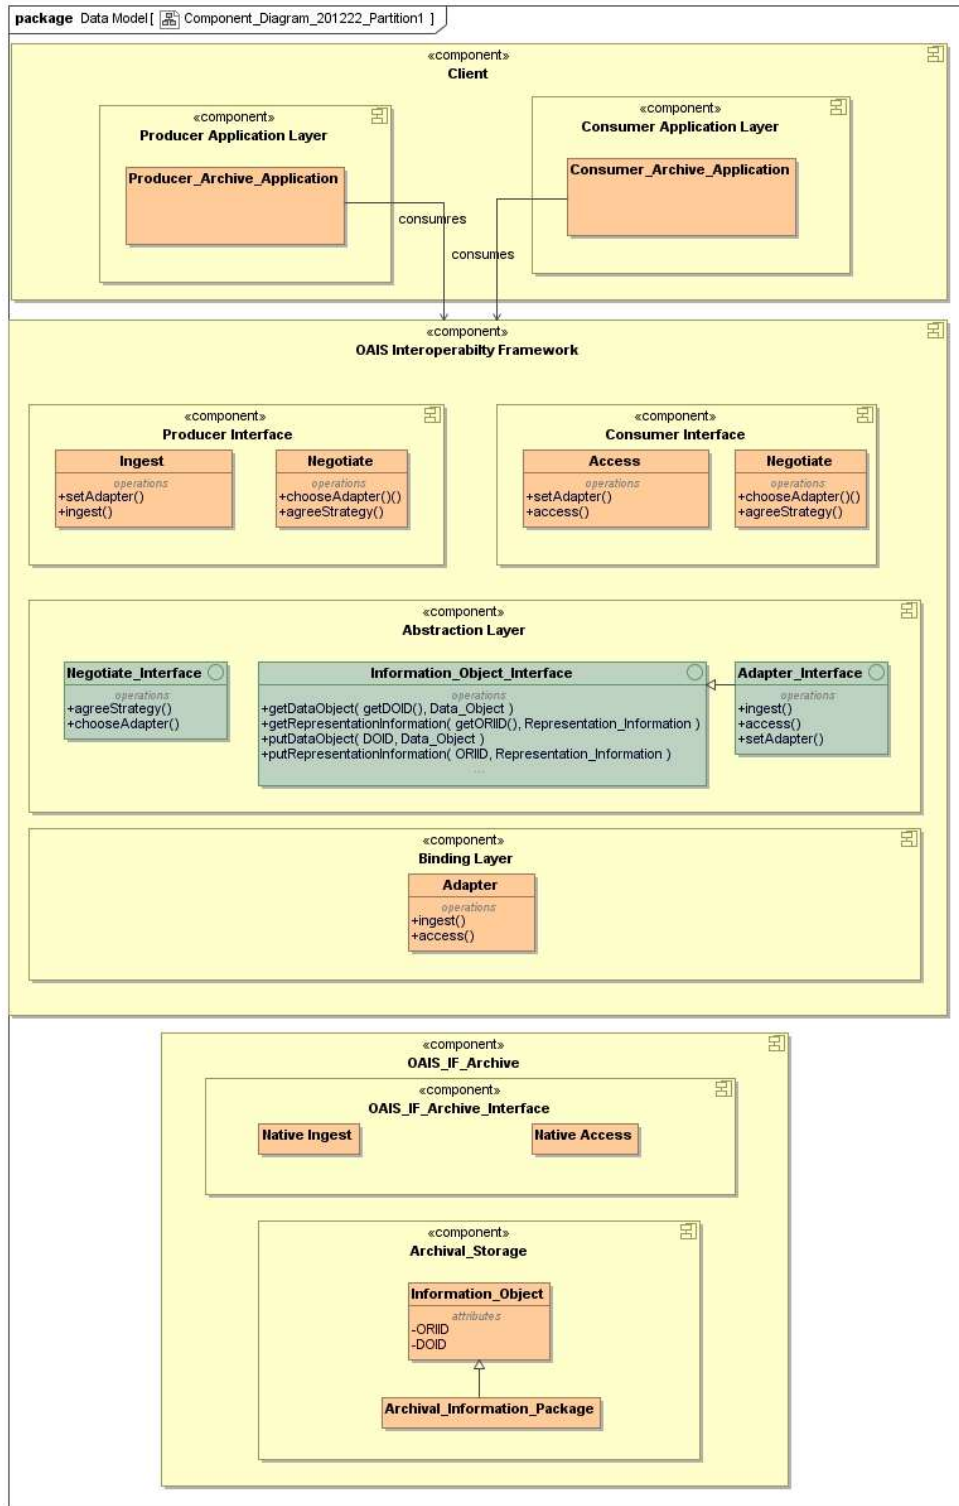 package Data Model[ Component_Diagram_201222_Partition1 ]
«component»
Client
«component»
Producer Application Layer
Producer_Archive_Application
«component»
Consumer Application Layer
Consumer_Archive_Application
consumres
consumes
«component»
OAIS Interoperabilty Framework
«component»
Producer Interface
Ingest
operations
+setAdapter()
+ingest()
Negotiate
operations
+chooseAdapter()()
+agreeStrategy()
«component»
Consumer Interface
Access
operations
+setAdapter()
+access()
Negotiate
operations
+chooseAdapter()()
+agreeStrategy()
«component»
Abstraction Layer
Negotiate_Interface
operations
+agreeStrategy()
+chooseAdapter()
Information_Object_Interface
operations
+getDataObject( getDOID(), Data_Object )
+getRepresentationInformation( getORIID(), Representation_Information )
+putDataObject( DOID, Data_Object )
+putRepresentationInformation( ORIID, Representation_Information )
...
Adapter_Interface
operations
+ingest()
+access()
+setAdapter()
«component»
Binding Layer
Adapter
operations
+ingest()
+access()
«component»
OAIS_IF_Archive
«component»
OAIS_IF_Archive_Interface
Native Ingest
Native Access
«component»
Archival_Storage
Information_Object
attributes
-ORIID
-DOID
Archival_Information_Package